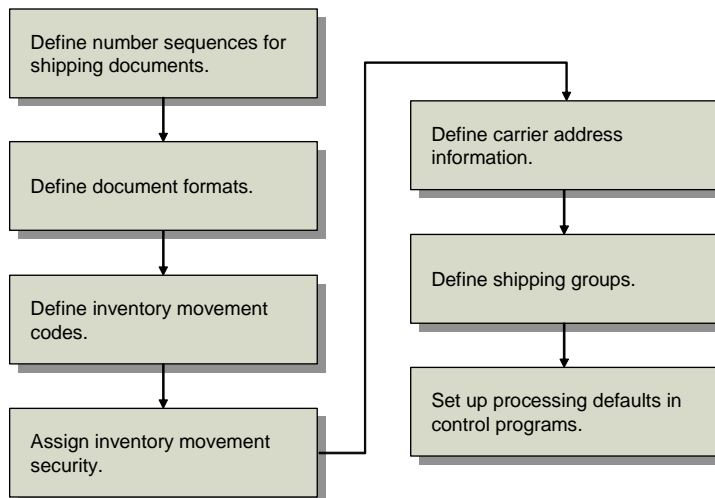 Define number sequences for
shipping documents.
Define document formats.
Define inventory movement
codes.
Assign inventory movement
security.
Define carrier address
information.
Define shipping groups.
Set up processing defaults in
control programs.